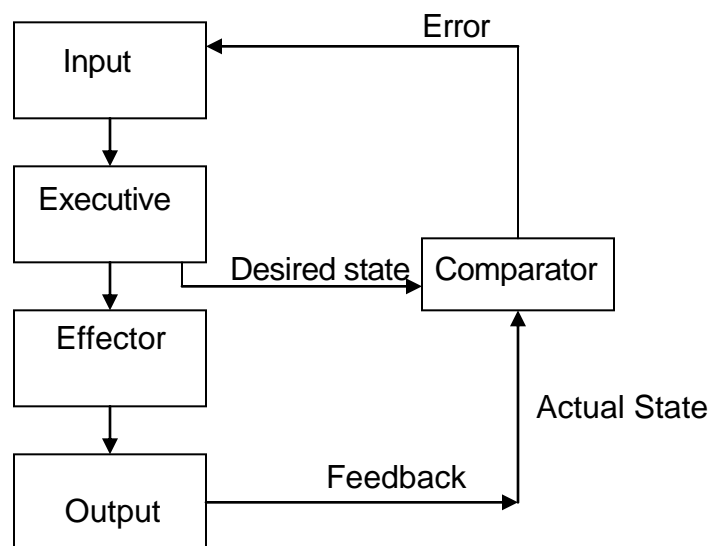 Error
Input
Executive
Desired state
Comparator
Effector
Actual State
Feedback
Output